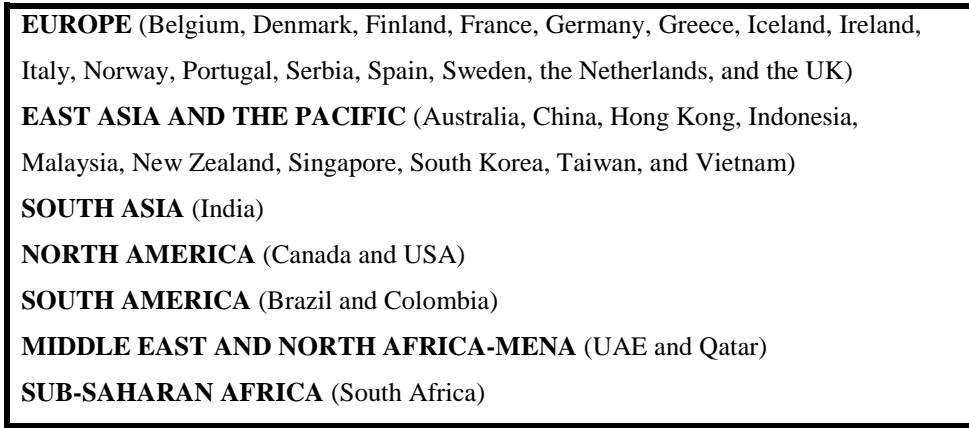 EUROPE (Belgium, Denmark, Finland, France, Germany, Greece, Iceland, Ireland,
Italy, Norway, Portugal, Serbia, Spain, Sweden, the Netherlands, and the UK)
EAST ASIA AND THE PACIFIC (Australia, China, Hong Kong, Indonesia,
Malaysia, New Zealand, Singapore, South Korea, Taiwan, and Vietnam)
SOUTH ASIA (India)
NORTH AMERICA (Canada and USA)
SOUTH AMERICA (Brazil and Colombia)
MIDDLE EAST AND NORTH AFRICA-MENA (UAE and Qatar)
SUB-SAHARAN AFRICA (South Africa)